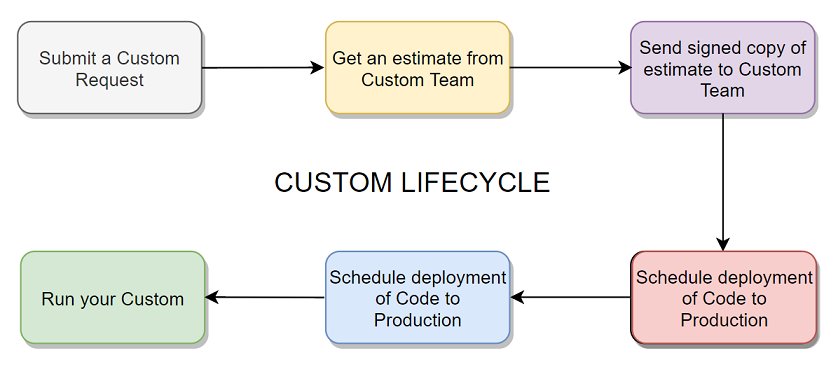 Submit a Custom
Request
Get an estimate from
Custom Team
Send signed copy of
estimate to Custom
Team
CUSTOM LIFECYCLE
Schedule deployment
of Code to
Production
Schedule deployment
of Code to
Production
Run your Custom